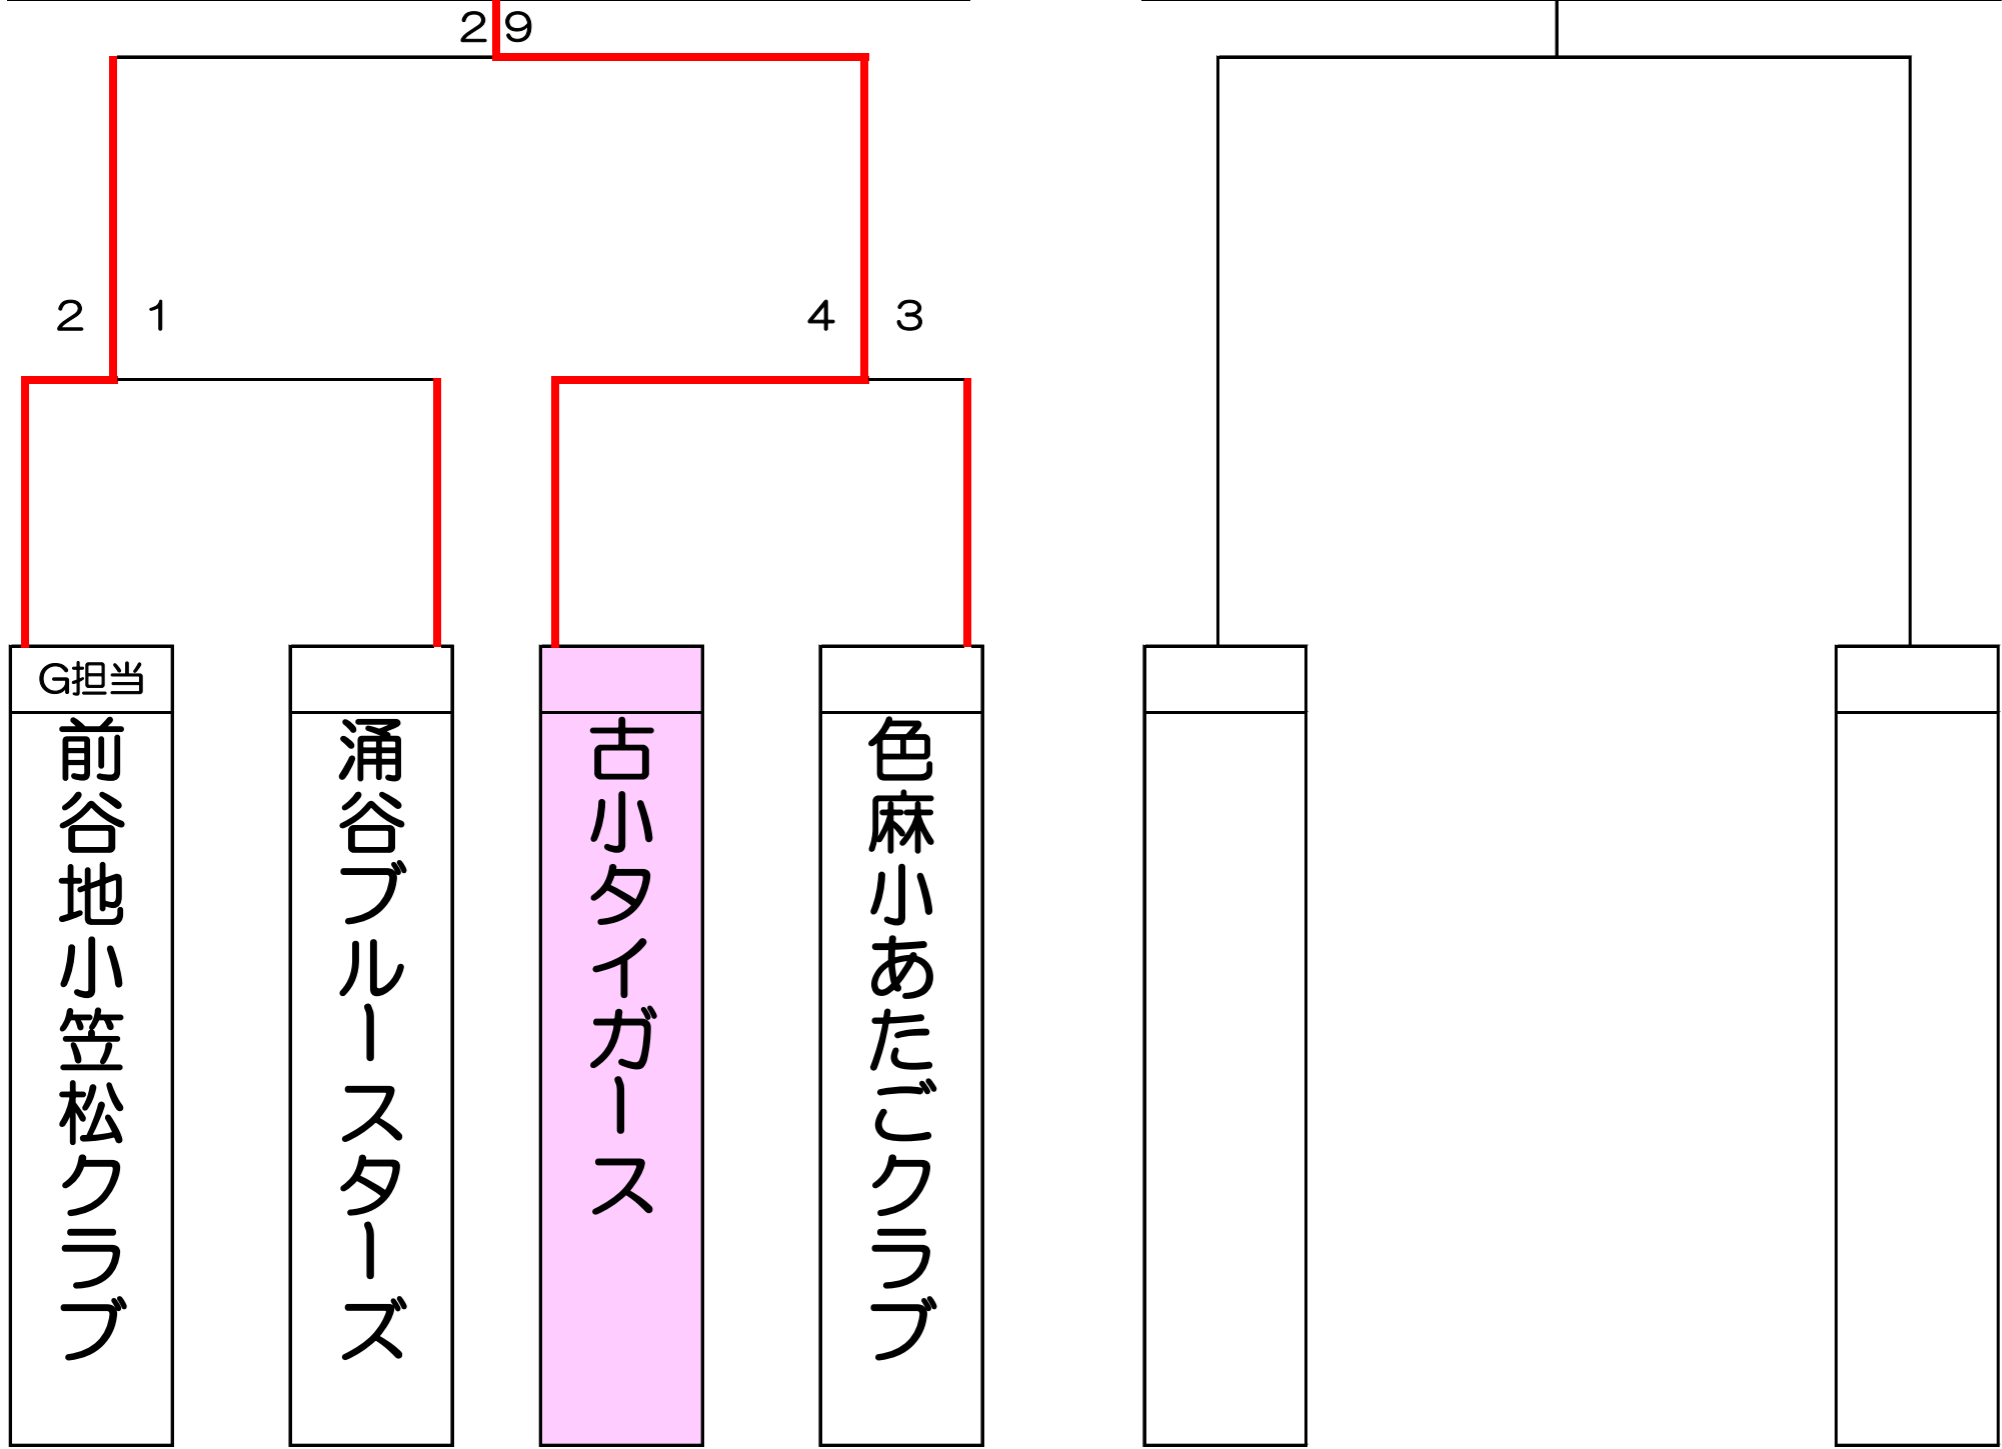 2 9
2 1
4 3
G担当
前谷地小笠松クラブ
涌谷ブルースターズ
古小タイガース
色麻小あたごクラブ